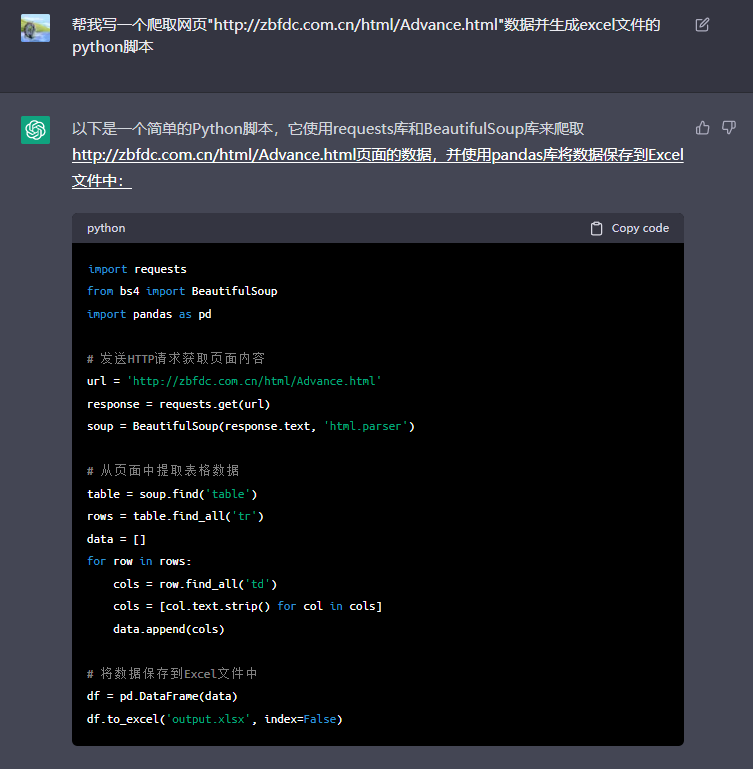 帮我写一个爬取网页"http://zbfdc.com.cn/html/Advance.html"数据并生成excel文件的
python脚本
以下是一个简单的Python脚本，它使用requests库和BeautifulSoup库来爬取
http://zbfdc.com.cn/html/Advance.html页面的数据，并使用pandas库将数据保存到Excel
文件中：
python
Copy code
import requests
from bs4 import BeautifulSoup
import pandas as pd
# 发送HTTP请求获取页面内容
url = 'http://zbfdc.com.cn/html/Advance.html'
response = requests.get(url)
soup = BeautifulSoup(response.text, 'html.parser')
# 从页面中提取表格数据
table = soup.find('table')
rows = table.find_all('tr')
data = []
for row in rows:
    cols = row.find_all('td')
    cols = [col.text.strip() for col in cols]
    data.append(cols)
# 将数据保存到Excel文件中
df = pd.DataFrame(data)
df.to_excel('output.xlsx', index=False)